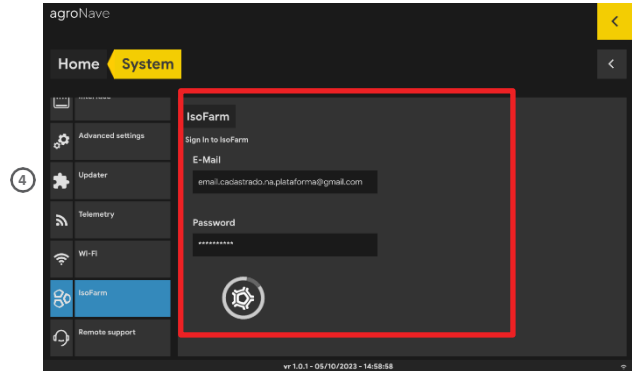 agroNave
Home System
Interface
Advanced settings
4
Updater
Telemetry
Wi-Fi
IsoFarm
Remote support
IsoFarm
Sign In to IsoFarm
E-Mail
email.cadastrado.na.plataforma@gmail.com
Password
**********
vr 1.0.1 - 05/10/2023 - 14:58:58